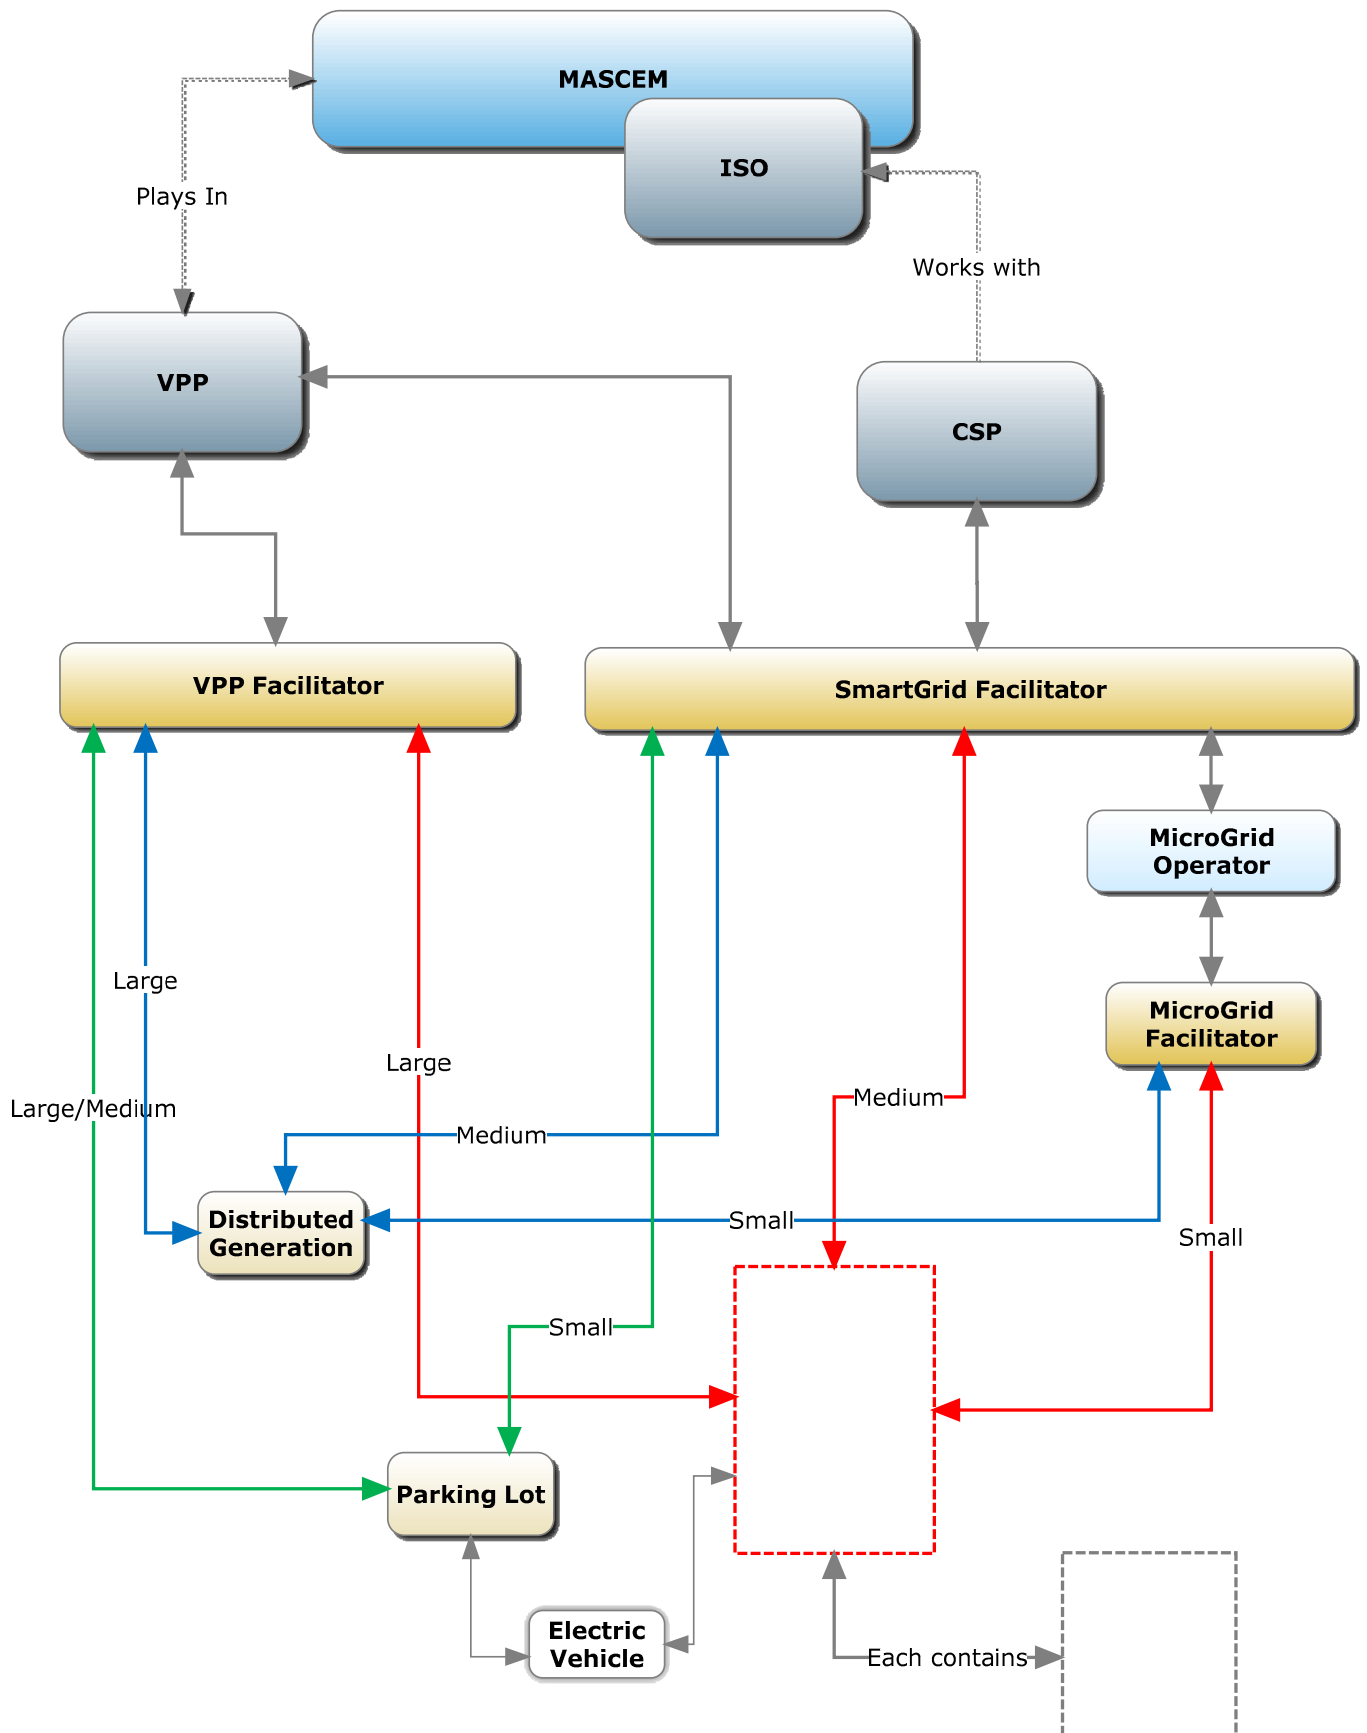 MASCEM
ISO
Plays In
Works with
VPP
CSP
VPP Facilitator
SmartGrid Facilitator
MicroGrid
Operator
Large
MicroGrid
Facilitator
Large
Medium
Large/Medium
Medium
Distributed
Generation
Small
Small
Small
Parking Lot
Electric
Vehicle
Each contains